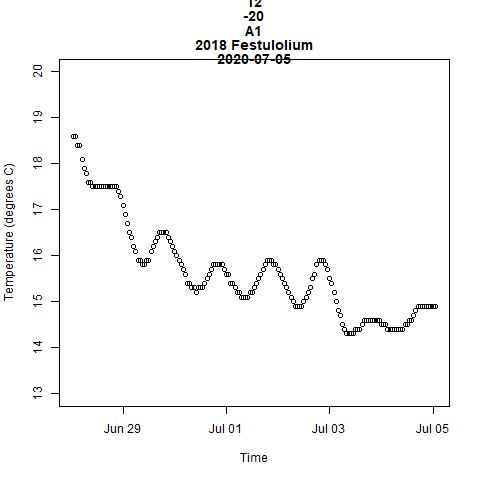 T2
-20
A1
2018 Festulolium
2020-07-05
Temperature (degrees C)
20
19
18
17
16
15
14
13
Jun 29
Jul 01
Jul 03
Jul 05
Time